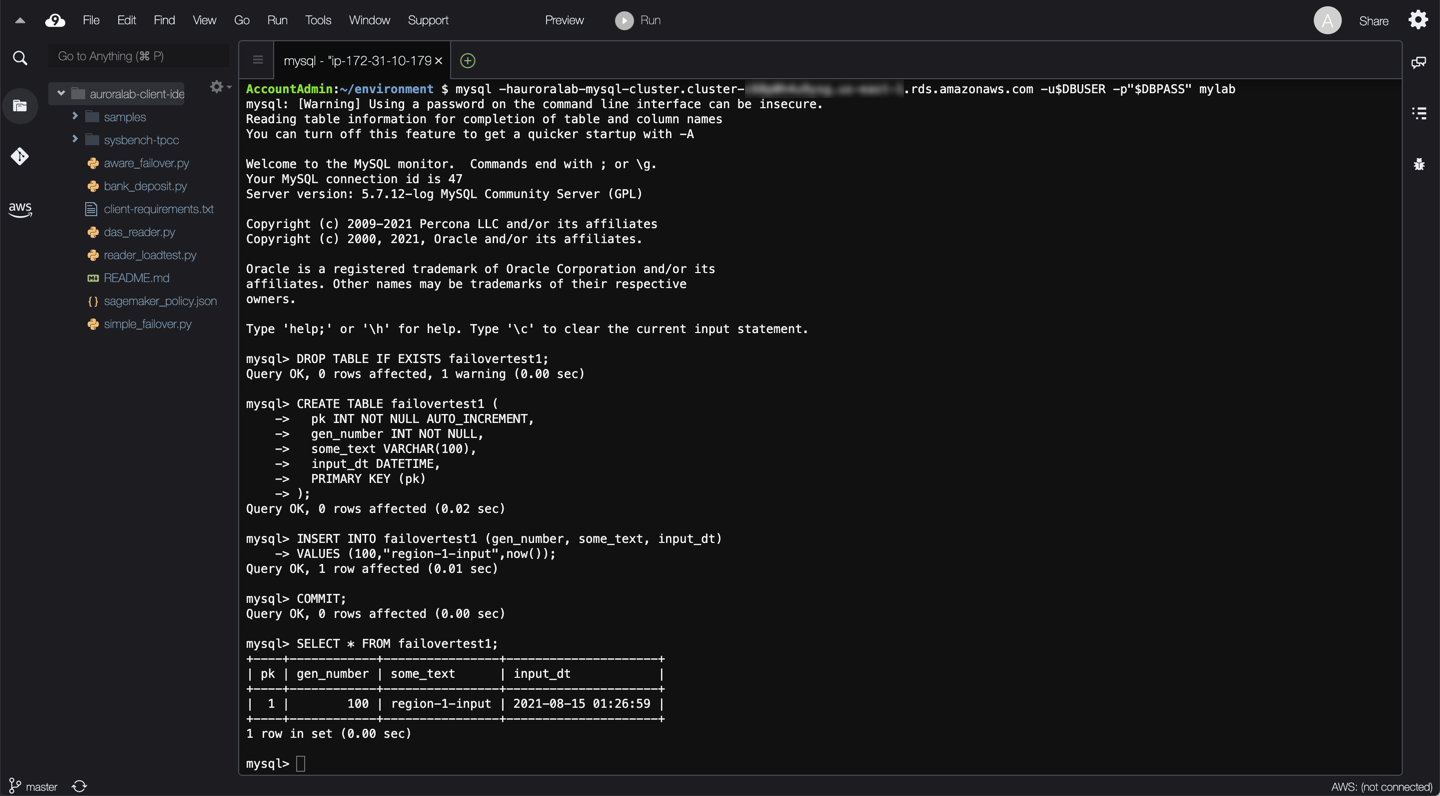 File Edit Find View Go Run Tools Window Support Preview Run A Share
Go to Anything (⌘ P)
mysql - "ip-172-31-10-179 ×
auroralab-client-ide
samples
sysbench-tpcc
aware_failover.py
bank_deposit.py
client-requirements.txt
das_reader.py
reader_loadtest.py
README.md
sagemaker_policy.json
simple_failover.py
aws
AccountAdmin:~/environment $ mysql -hauroralab-mysql-cluster.cluster- .rds.amazonaws.com -u$DBUSER -p"$DBPASS" mylab
mysql: [Warning] Using a password on the command line interface can be insecure.
Reading table information for completion of table and column names
You can turn off this feature to get a quicker startup with -A
Welcome to the MySQL monitor.  Commands end with ; or \g.
Your MySQL connection id is 47
Server version: 5.7.12-log MySQL Community Server (GPL)
Copyright (c) 2009-2021 Percona LLC and/or its affiliates
Copyright (c) 2000, 2021, Oracle and/or its affiliates.
Oracle is a registered trademark of Oracle Corporation and/or its
affiliates. Other names may be trademarks of their respective
owners.
Type 'help;' or '\h' for help. Type '\c' to clear the current input statement.
mysql> DROP TABLE IF EXISTS failovertest1;
Query OK, 0 rows affected, 1 warning (0.00 sec)
mysql> CREATE TABLE failovertest1 (
    ->   pk INT NOT NULL AUTO_INCREMENT,
    ->   gen_number INT NOT NULL,
    ->   some_text VARCHAR(100),
    ->   input_dt DATETIME,
    ->   PRIMARY KEY (pk)
    -> );
Query OK, 0 rows affected (0.02 sec)
mysql> INSERT INTO failovertest1 (gen_number, some_text, input_dt)
    -> VALUES (100,"region-1-input",now());
Query OK, 1 row affected (0.01 sec)
mysql> COMMIT;
Query OK, 0 rows affected (0.00 sec)
mysql> SELECT * FROM failovertest1;
+----+------------+----------------+---------------------+
| pk | gen_number | some_text      | input_dt            |
+----+------------+----------------+---------------------+
|  1 |        100 | region-1-input | 2021-08-15 01:26:59 |
+----+------------+----------------+---------------------+
1 row in set (0.00 sec)
mysql>
master
AWS: (not connected)